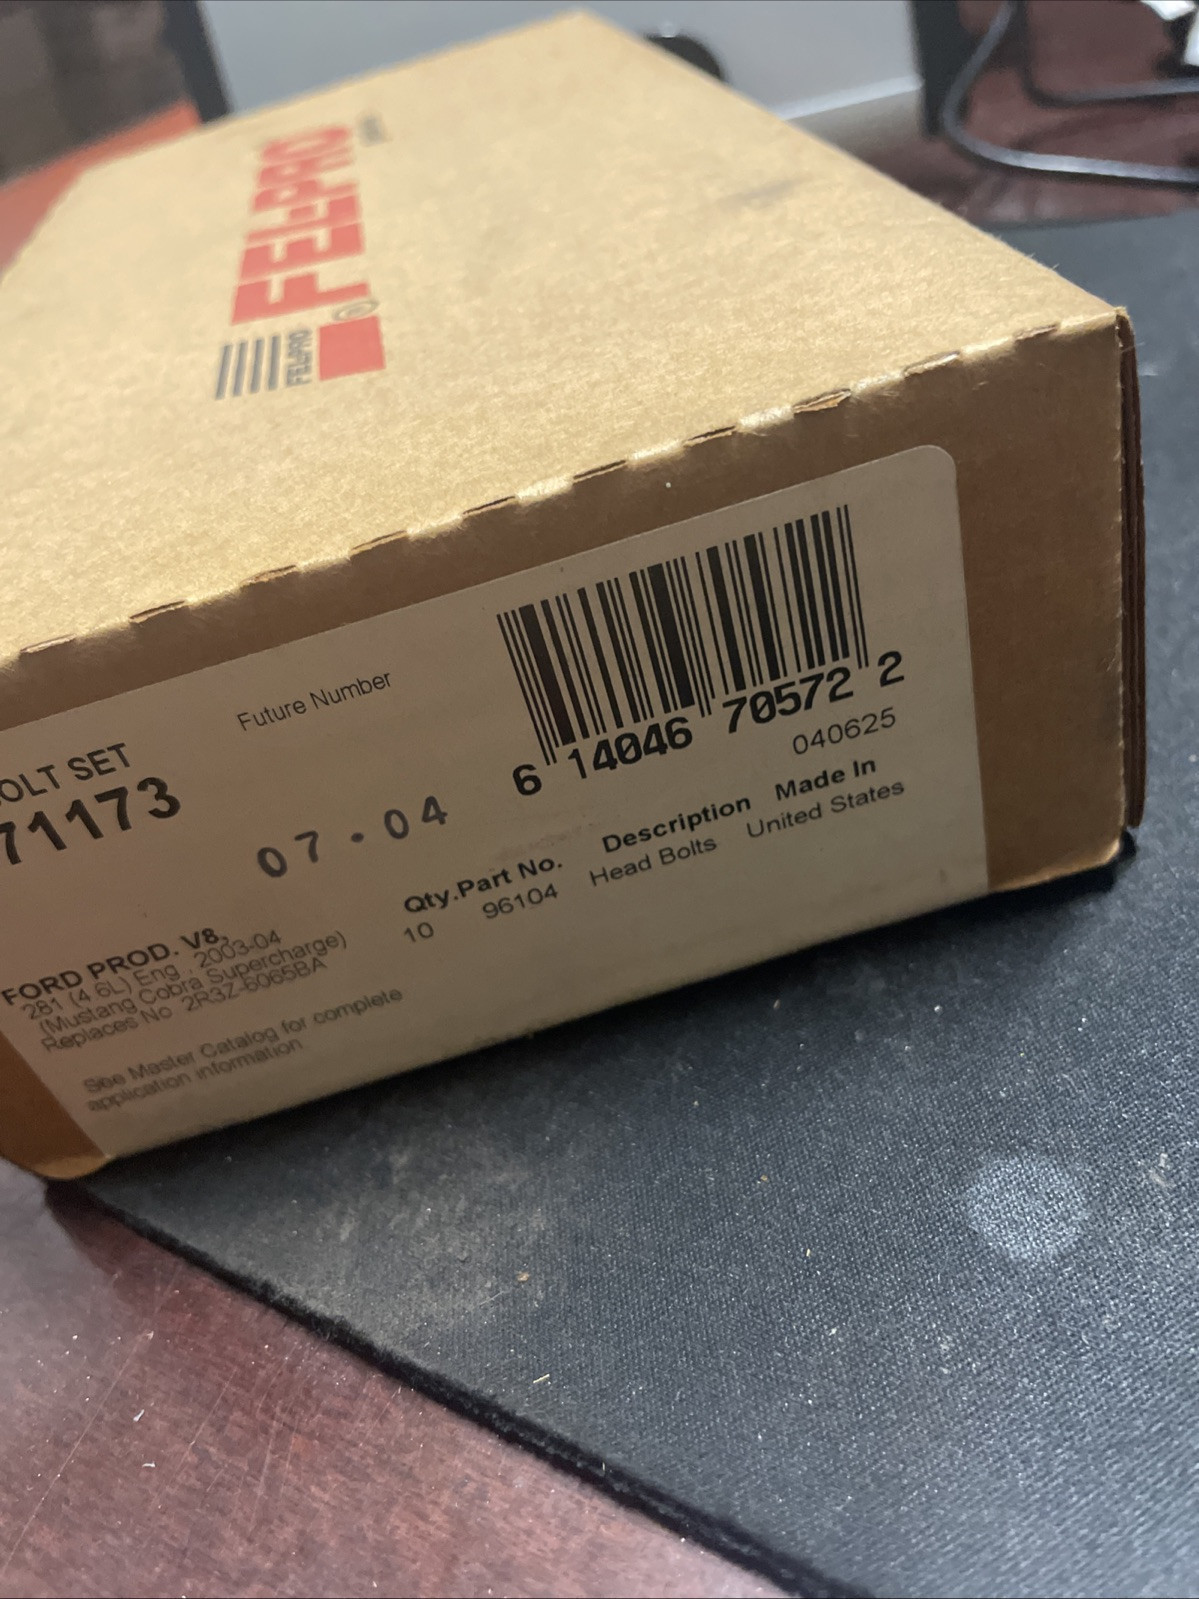 FEL-PRO
FEL-PRO
®
Future Number
OLT SET
71173
07-04
6 14046 70572 2
040625
Qty. Part No. Description Made In
10 96104 Head Bolts United States
FORD PROD. V8,
281 (4.6L) Eng., 2003-04
(Mustang Cobra Supercharge)
Replaces No. 2R3Z-6065BA
See Master Catalog for complete
application information